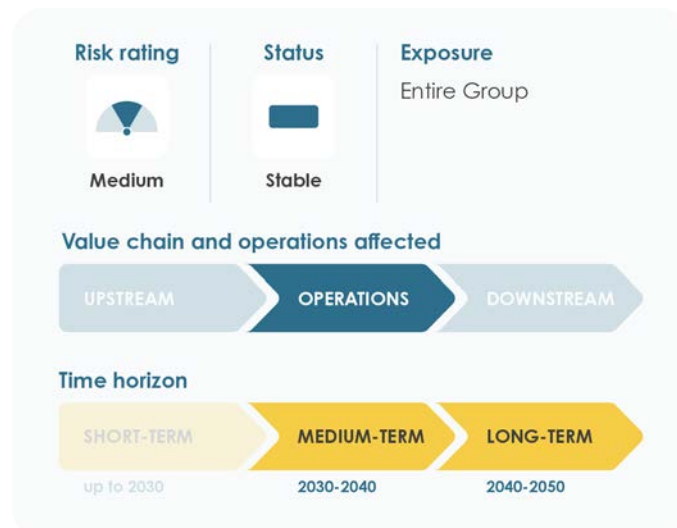 Risk rating
Status
Exposure
Entire Group
Medium
Stable
Value chain and operations affected
UPSTREAM
OPERATIONS
DOWNSTREAM
Time horizon
SHORT-TERM
MEDIUM-TERM
LONG-TERM
up to 2030
2030-2040
2040-2050